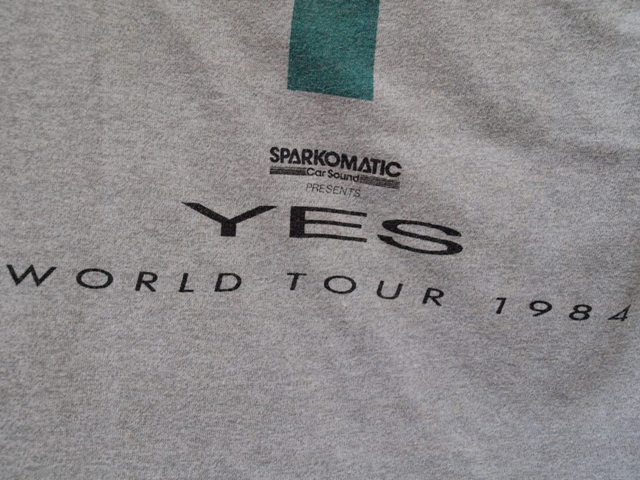 SPARKOMATIC
Car Sound
PRESENTS
YES
WORLD TOUR 1984